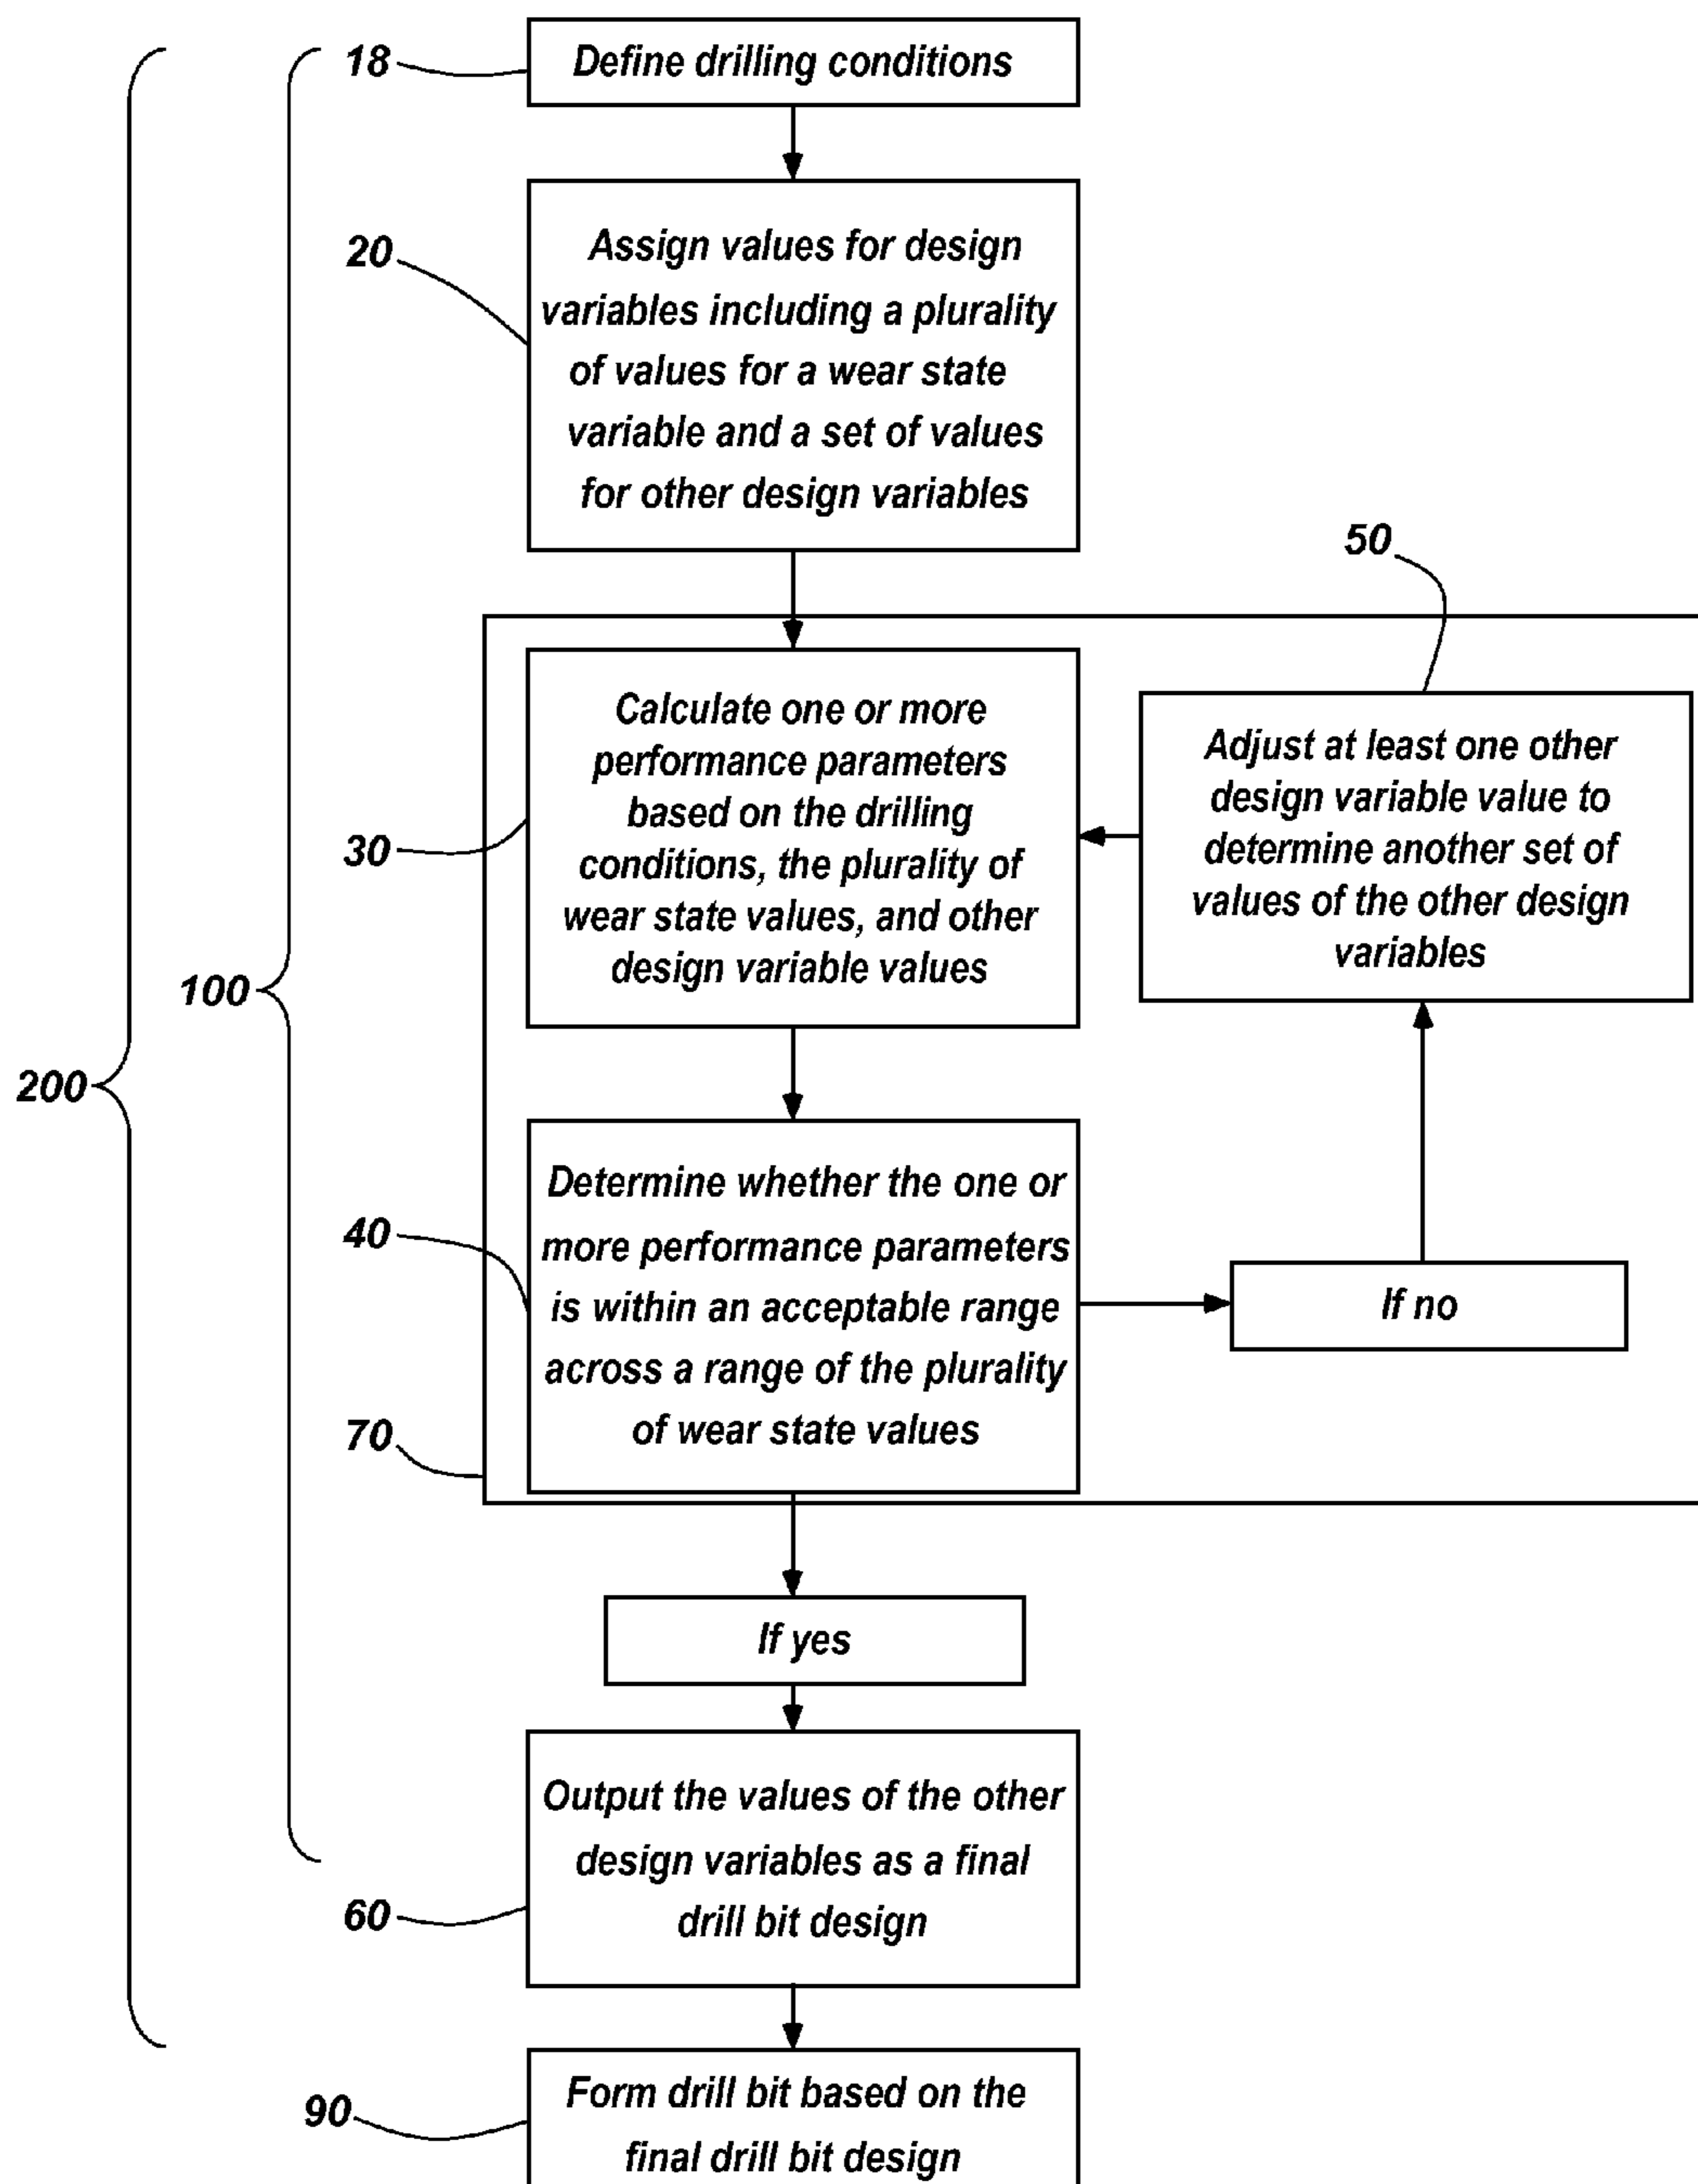 18
Define drilling conditions
20
Assign values for design
variables including a plurality
of values for a wear state
variable and a set of values
for other design variables
50
30
Calculate one or more
performance parameters
based on the drilling
conditions, the plurality of
wear state values, and other
design variable values
Adjust at least one other
design variable value to
determine another set of
values of the other design
variables
100
200
40
Determine whether the one or
more performance parameters
is within an acceptable range
across a range of the plurality
of wear state values
If no
70
If yes
60
Output the values of the other
design variables as a final
drill bit design
90
Form drill bit based on the
final drill bit design